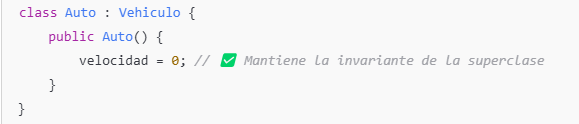 class Auto : Vehiculo {
    public Auto() {
        velocidad = 0; // ✅ Mantiene la invariante de la superclase
    }
}